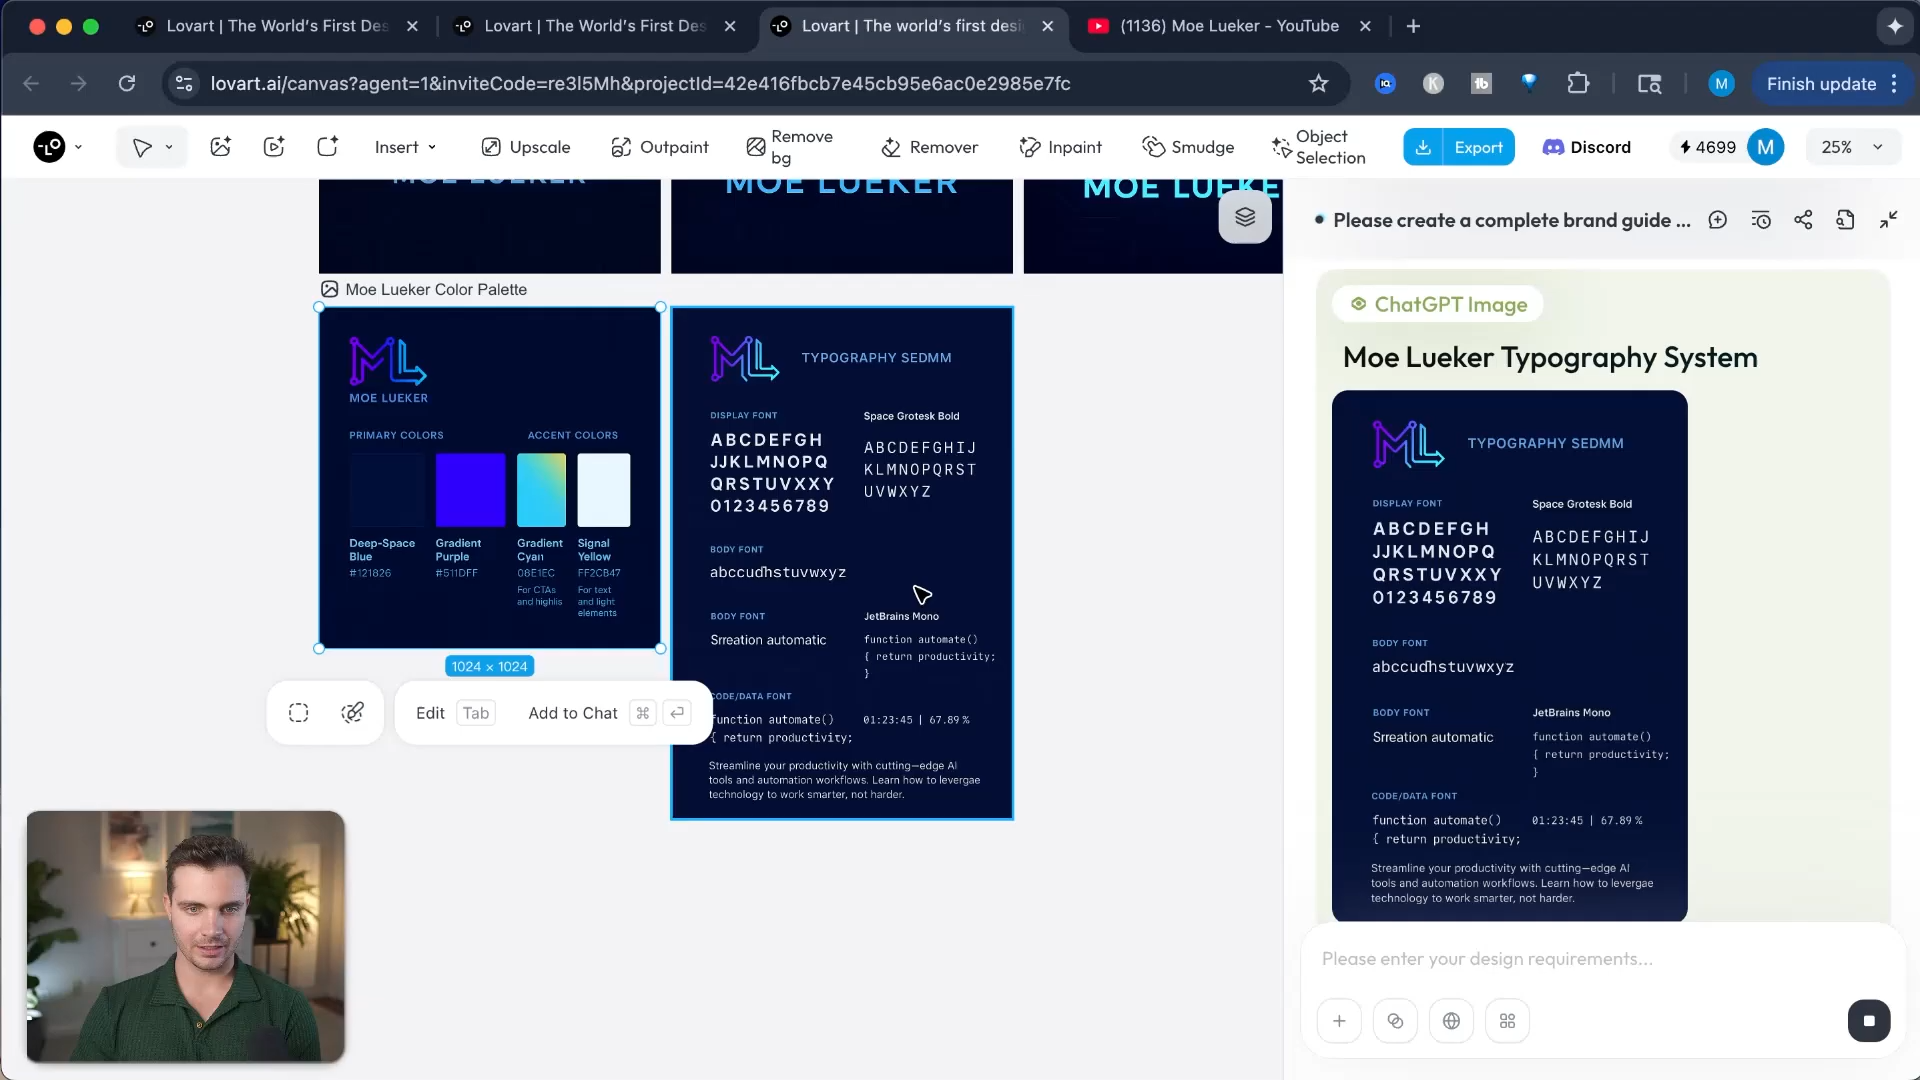 Lovart | The World's First Des
Lovart | The World's First Des
Lovart | The world's first desi
(1136) Moe Lueker - YouTube
lovart.ai/canvas?agent=1&inviteCode=re3l5Mh&projectId=42e416fbcb7e45cb95e6ac0e2985e7fc
Finish update
Insert
Upscale
Outpaint
Remove
bg
Remover
Inpaint
Smudge
Object
Selection
Export
Discord
4699
M
25%
MOE LUEKER
MOE LUEKER
MOE LUEKE
Moe Lueker Color Palette
ML
MOE LUEKER
PRIMARY COLORS
ACCENT COLORS
Deep-Space
Blue
#121826
Gradient
Purple
#511DFF
Gradient
Cyan
08E1EC
For CTAs
and highlis
Signal
Yellow
FF2CB47
For text
and light
elements
1024 × 1024
Edit Tab
Add to Chat ⌘
ML
TYPOGRAPHY SEDMM
DISPLAY FONT
ABCDEFGH
JJKLMNOPQ
QRSTUVXXY
0123456789
Space Grotesk Bold
ABCDEFGHIJ
KLMNOPQRST
UVWXYZ
BODY FONT
abccudhstuvwxyz
BODY FONT
Srreation automatic
JetBrains Mono
function automate()
{ return productivity;
}
CODE/DATA FONT
function automate()
{ return productivity;
01:23:45 | 67.89%
Streamline your productivity with cutting—edge AI
tools and automation workflows. Learn how to levergae
technology to work smarter, not harder.
Please create a complete brand guide ...
ChatGPT Image
Moe Lueker Typography System
ML
TYPOGRAPHY SEDMM
DISPLAY FONT
ABCDEFGH
JJKLMNOPQ
QRSTUVXXY
0123456789
Space Grotesk Bold
ABCDEFGHIJ
KLMNOPQRST
UVWXYZ
BODY FONT
abccudhstuvwxyz
BODY FONT
Srreation automatic
JetBrains Mono
function automate()
{ return productivity;
}
CODE/DATA FONT
function automate()
{ return productivity;
01:23:45 | 67.89%
Streamline your productivity with cutting—edge AI
tools and automation workflows. Learn how to levergae
technology to work smarter, not harder.
Please enter your design requirements...